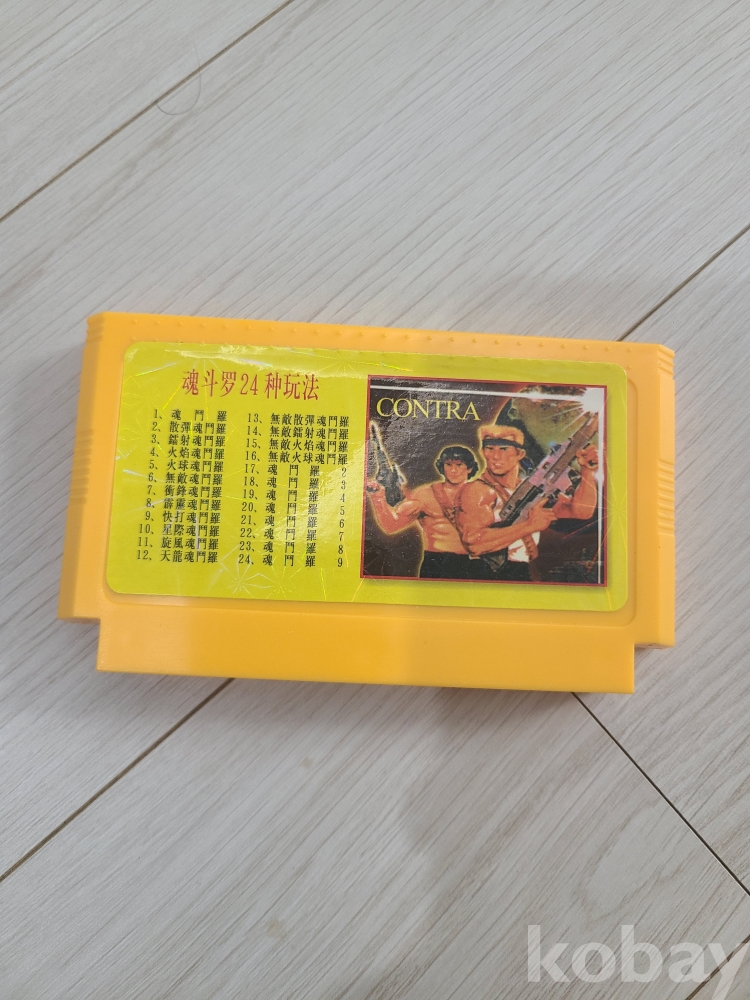 魂斗罗24种玩法
1、魂鬥羅
2、散彈魂鬥羅
3、鐳射魂鬥羅
4、火焰魂鬥羅
5、火球魂鬥羅
6、無敵魂鬥羅
7、衝鋒魂鬥羅
8、霹靂魂鬥羅
9、快打魂鬥羅
10、星際魂鬥羅
11、旋風魂鬥羅
12、天龍魂鬥羅
13、無敵散彈魂鬥羅
14、無敵鐳射魂鬥羅
15、無敵火焰魂鬥羅
16、無敵火球魂鬥羅
17、魂鬥羅2
18、魂鬥羅3
19、魂鬥羅4
20、魂鬥羅5
21、魂鬥羅6
22、魂鬥羅7
23、魂鬥羅8
24、魂鬥羅9
CONTRA
kobay